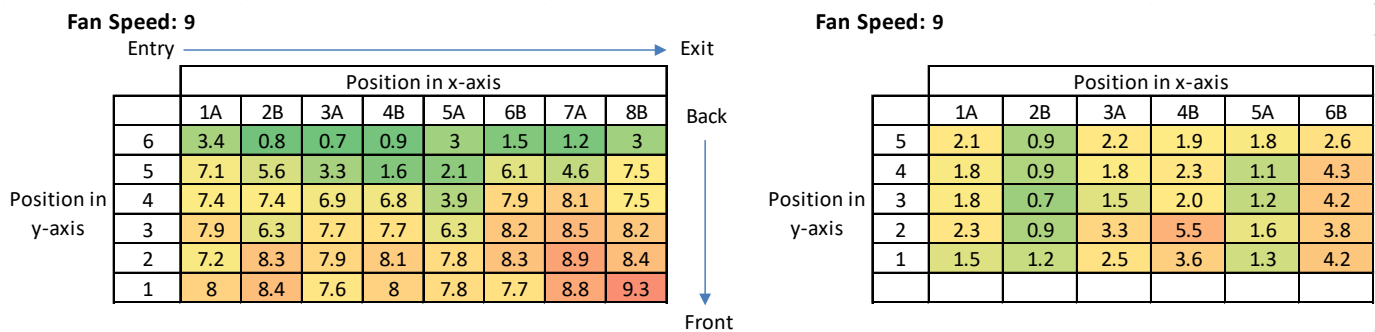 Fan Speed: 9
Entry Exit
Position in x-axis
1A 2B 3A 4B 5A 6B 7A 8B
6 3.4 0.8 0.7 0.9 3 1.5 1.2 3
5 7.1 5.6 3.3 1.6 2.1 6.1 4.6 7.5
4 7.4 7.4 6.9 6.8 3.9 7.9 8.1 7.5
3 7.9 6.3 7.7 7.7 6.3 8.2 8.5 8.2
2 7.2 8.3 7.9 8.1 7.8 8.3 8.9 8.4
1 8 8.4 7.6 8 7.8 7.7 8.8 9.3
Position in
y-axis
Back
Front
Fan Speed: 9
Position in x-axis
1A 2B 3A 4B 5A 6B
5 2.1 0.9 2.2 1.9 1.8 2.6
4 1.8 0.9 1.8 2.3 1.1 4.3
3 1.8 0.7 1.5 2.0 1.2 4.2
2 2.3 0.9 3.3 5.5 1.6 3.8
1 1.5 1.2 2.5 3.6 1.3 4.2
Position in
y-axis